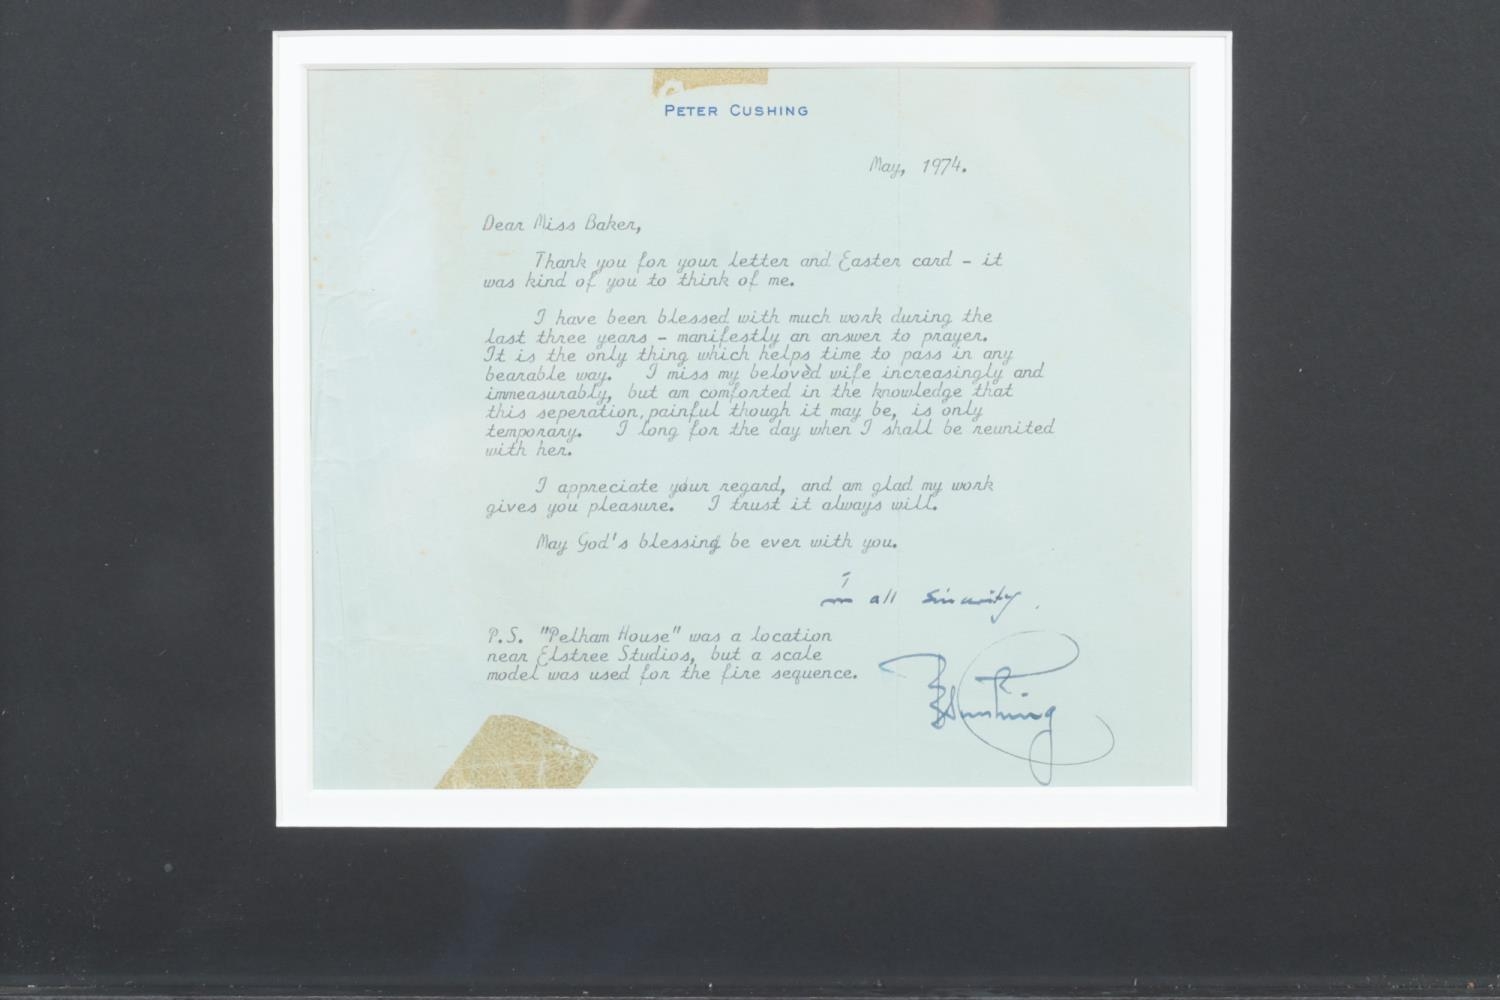 PETER CUSHING
May, 1974.
Dear Miss Baker,
Thank you for your letter and Easter card - it
was kind of you to think of me.
I have been blessed with much work during the
last three years - manifestly an answer to prayer.
It is the only thing which helps time to pass in any
bearable way. I miss my beloved wife increasingly and
immeasurably, but am comforted in the knowledge that
this seperation, painful though it may be, is only
temporary. I long for the day when I shall be reunited
with her.
I appreciate your regard, and am glad my work
gives you pleasure. I trust it always will.
May God's blessing be ever with you.
in all sincerity,
P.S. "Pelham House" was a location
near Elstree Studios, but a scale
model was used for the fire sequence.
Peter Cushing